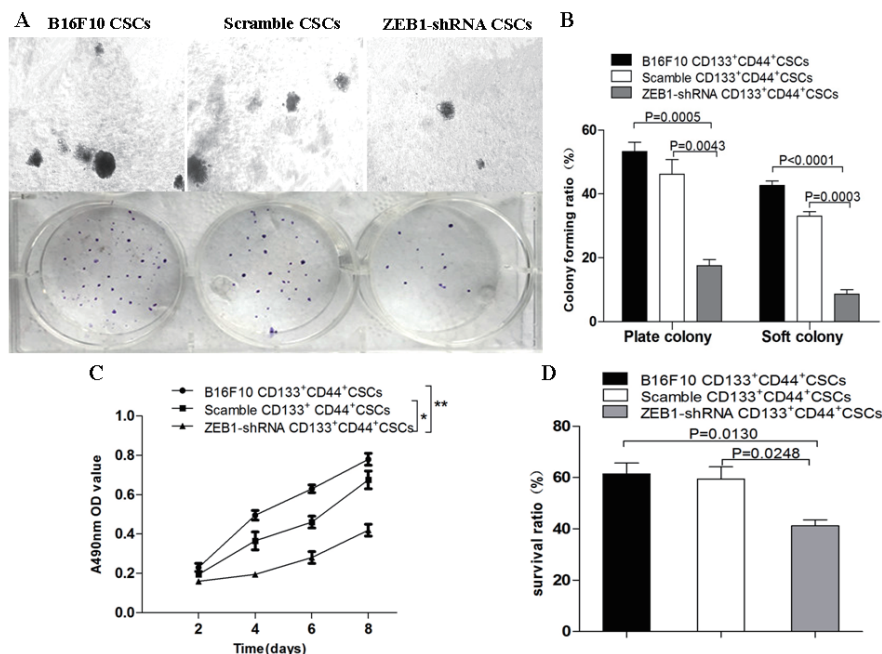 A
B16F10 CSCs
Scramble CSCs
ZEB1-shRNA CSCs
B
B16F10 CD133⁺CD44⁺CSCs
Scamble CD133⁺CD44⁺CSCs
ZEB1-shRNA CD133⁺CD44⁺CSCs
P=0.0005
P=0.0043
P<0.0001
P=0.0003
Colony forming ratio (%)
60
40
20
0
Plate colony
Soft colony
C
B16F10 CD133⁺CD44⁺CSCs
Scamble CD133⁺ CD44⁺CSCs
ZEB1-shRNA CD133⁺CD44⁺CSCs
*
**
A490nm OD value
1.0
0.8
0.6
0.4
0.2
0.0
2
4
6
8
Time(days)
D
B16F10 CD133⁺CD44⁺CSCs
Scamble CD133⁺CD44⁺CSCs
ZEB1-shRNA CD133⁺CD44⁺CSCs
P=0.0130
P=0.0248
survival ratio (%)
80
60
40
20
0